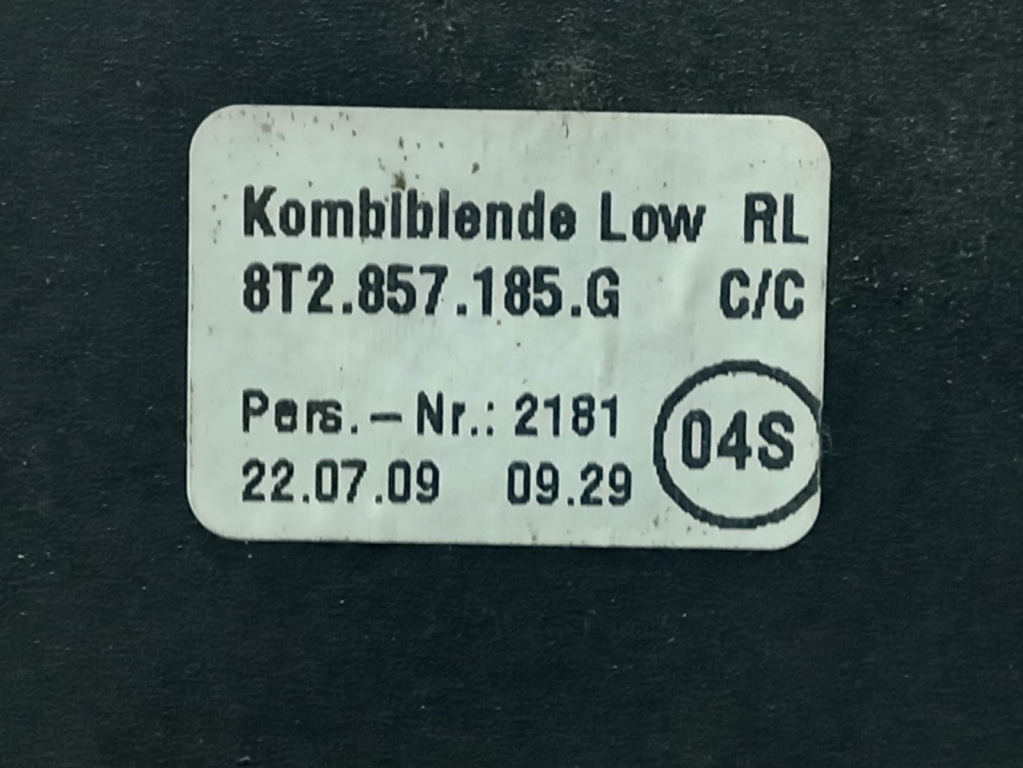 Kombiblende Low RL
8T2.857.185.G C/C
Pers.-Nr.: 2181
04S
22.07.09 09.29